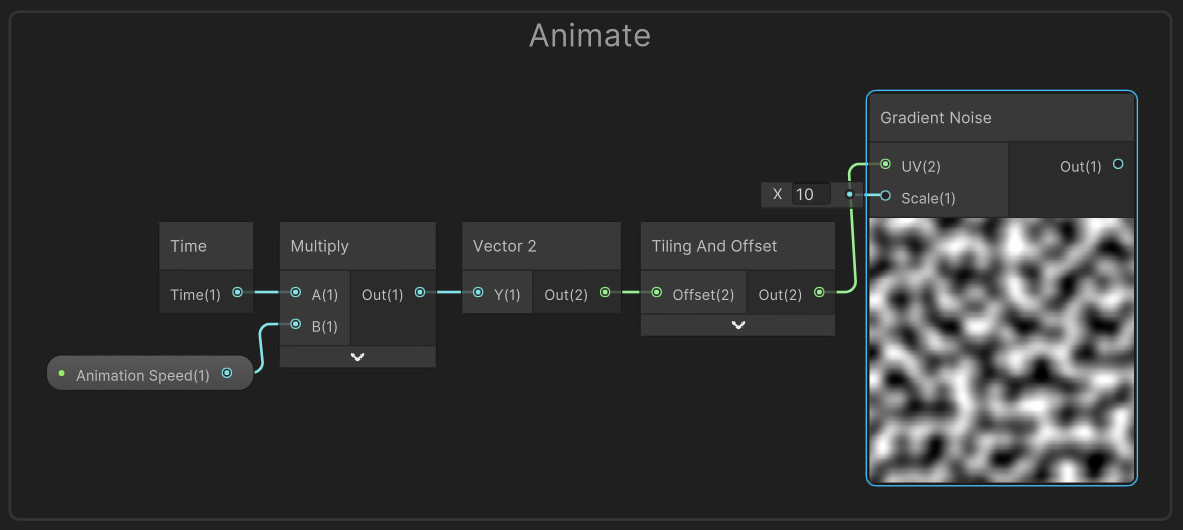 Animate
Gradient Noise
UV(2)
Out(1)
X 10
Scale(1)
Time
Time(1)
Multiply
A(1)
Out(1)
B(1)
Vector 2
Y(1)
Out(2)
Tiling And Offset
Offset(2)
Out(2)
Animation Speed(1)